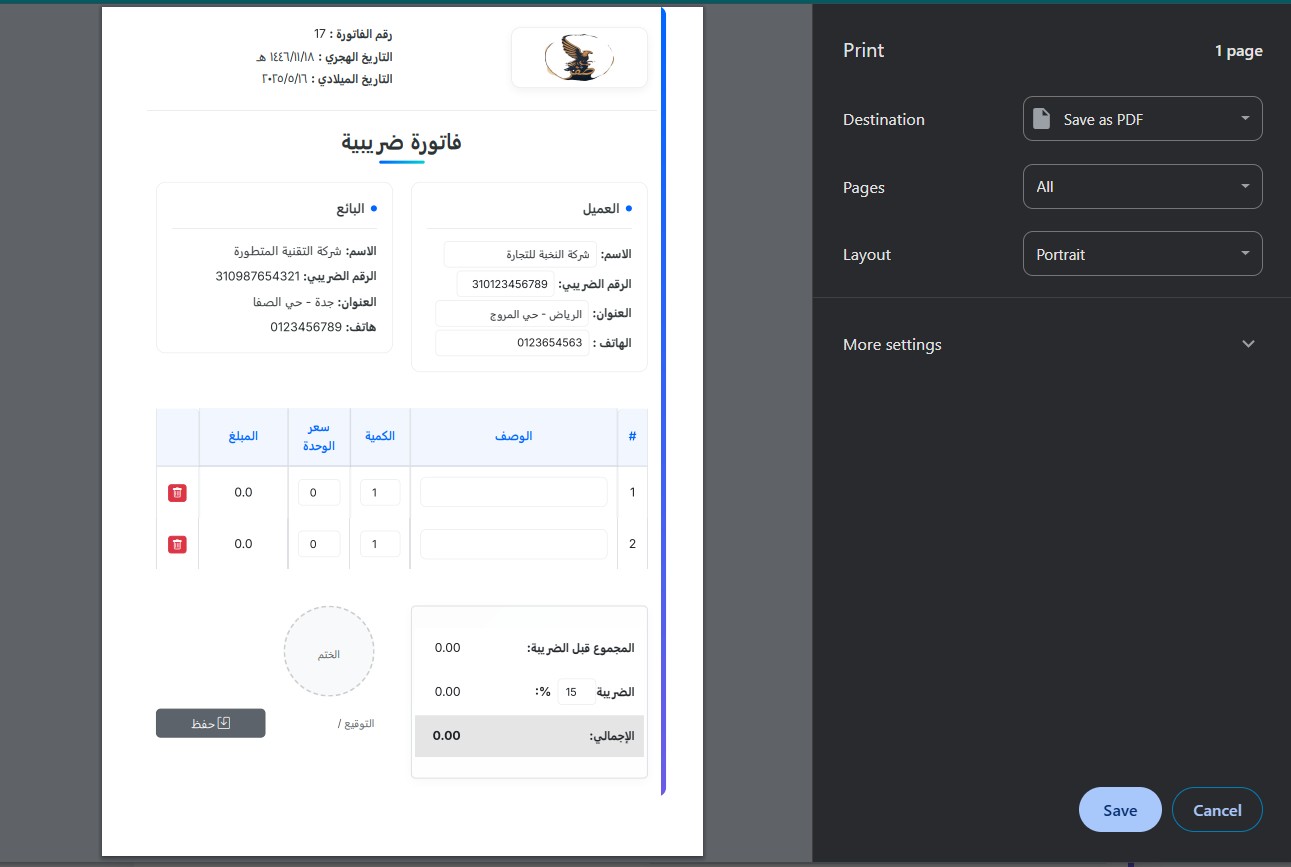 رقم الفاتورة : 17
التاريخ الهجري : ١٤٤٦/١١/١٨ هـ
التاريخ الميلادي : ٢٠٢٥/٥/١٦
فاتورة ضريبية
العميل
الاسم: شركة النخبة للتجارة
الرقم الضريبي: 310123456789
العنوان: الرياض - حي المروج
الهاتف : 0123654563
البائع
الاسم: شركة التقنية المتطورة
الرقم الضريبي: 310987654321
العنوان: جدة - حي الصفا
هاتف: 0123456789
# الوصف الكمية سعر الوحدة المبلغ
1 1 0 0.0
2 1 0 0.0
المجموع قبل الضريبة: 0.00
الضريبة 15 %: 0.00
الإجمالي: 0.00
الختم
التوقيع /
حفظ
Print 1 page
Destination Save as PDF
Pages All
Layout Portrait
More settings
Save Cancel